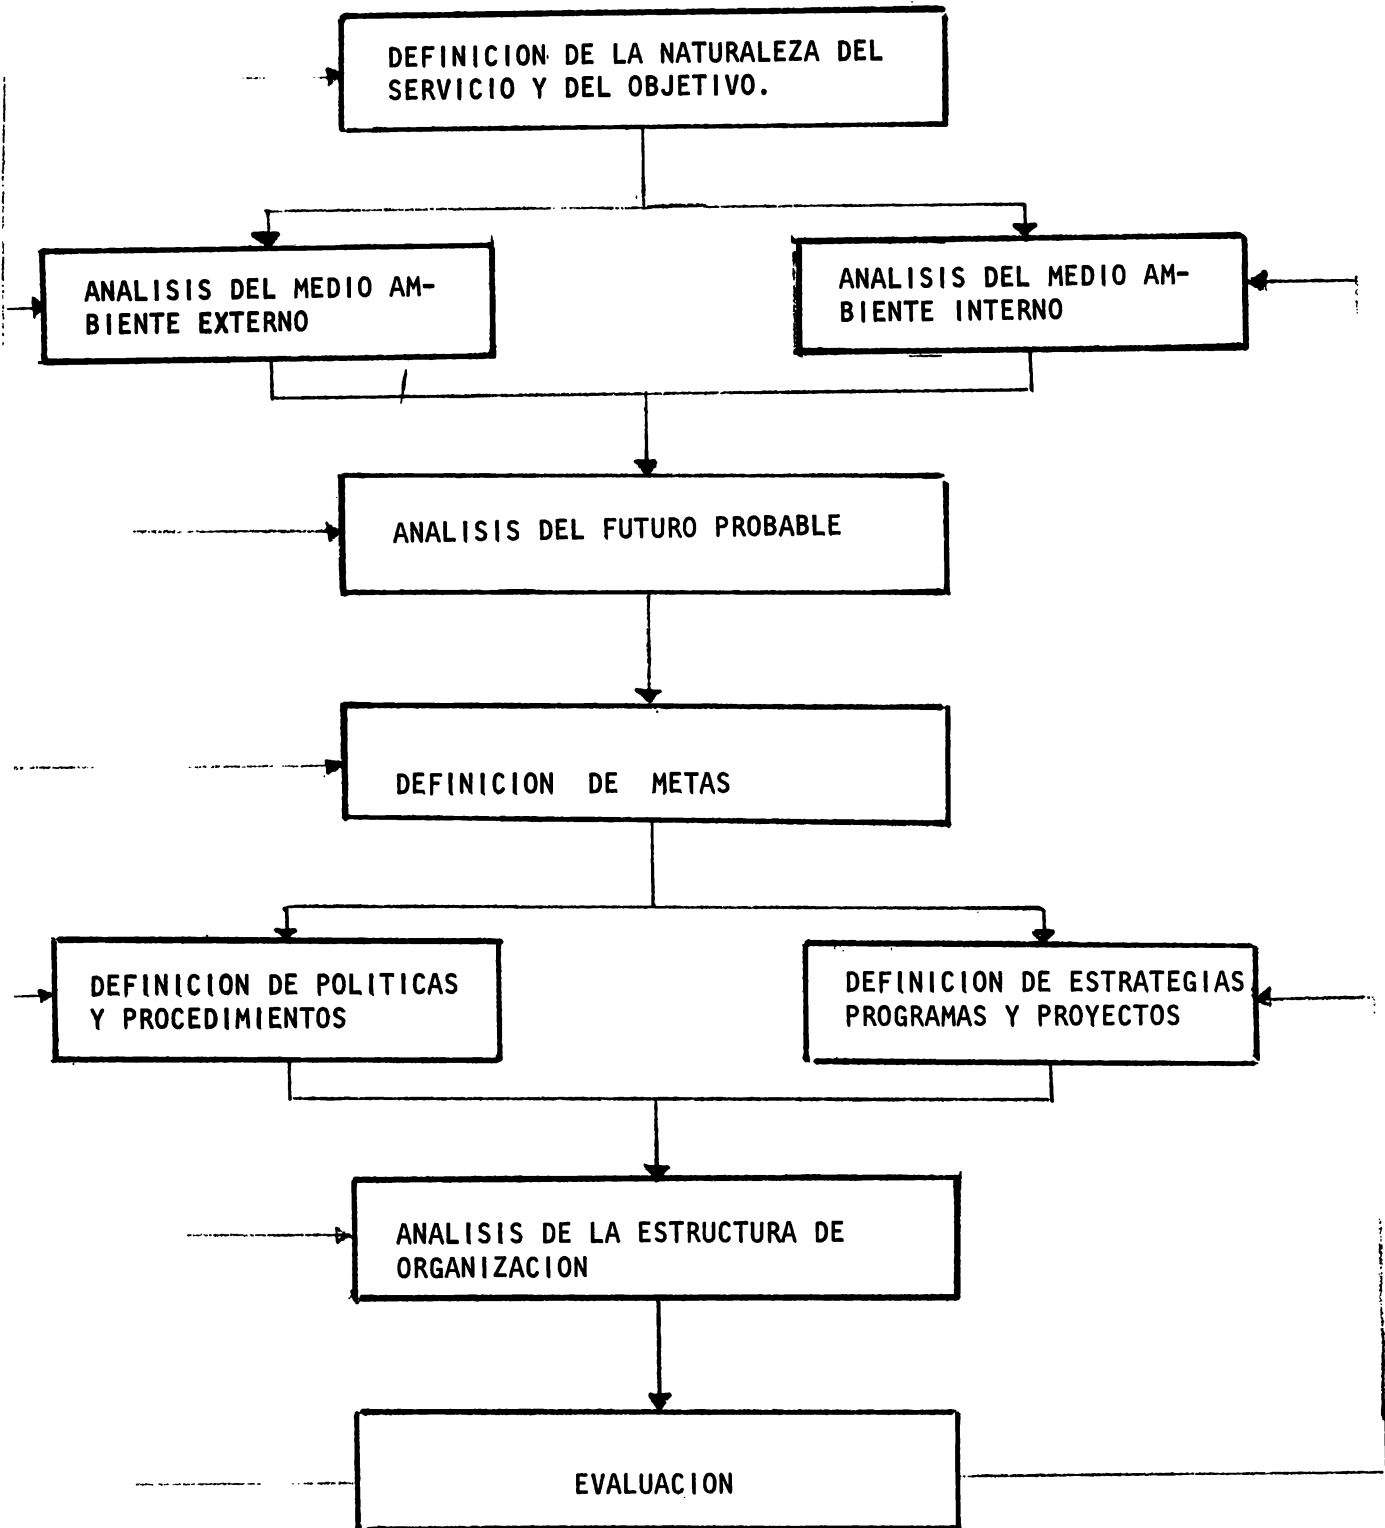 DEFINICION DE LA NATURALEZA DEL
SERVICIO Y DEL OBJETIVO.
ANALISIS DEL MEDIO AM-
BIENTE EXTERNO
ANALISIS DEL MEDIO AM-
BIENTE INTERNO
ANALISIS DEL FUTURO PROBABLE
DEFINICION DE METAS
DEFINICION DE POLITICAS
Y PROCEDIMIENTOS
DEFINICION DE ESTRATEGIAS
PROGRAMAS Y PROYECTOS
ANALISIS DE LA ESTRUCTURA DE
ORGANIZACION
EVALUACION